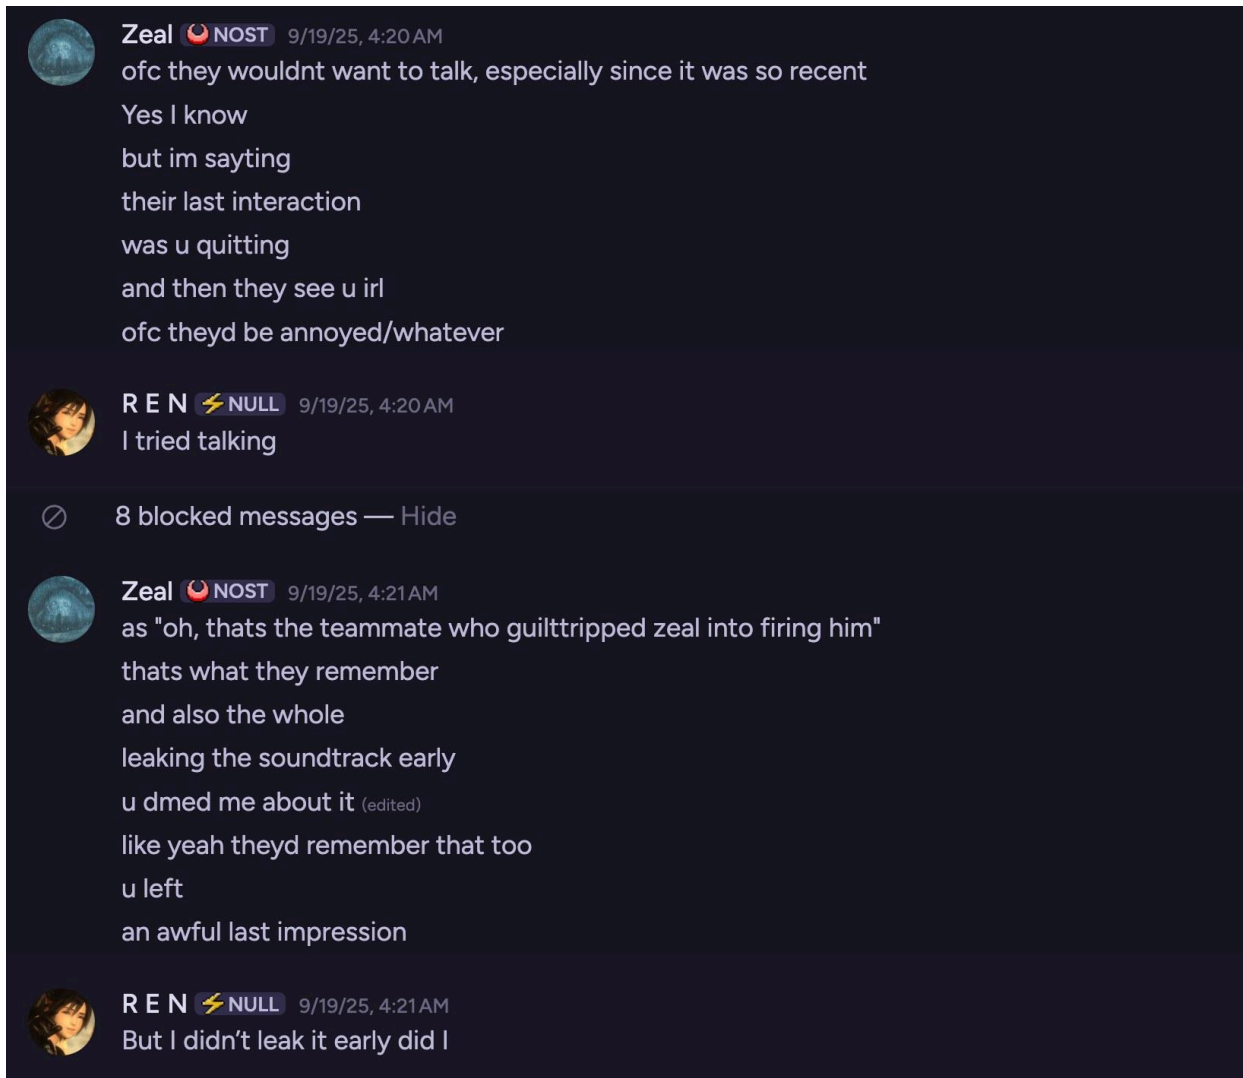 Zeal NOST 9/19/25, 4:20 AM
ofc they wouldnt want to talk, especially since it was so recent
Yes I know
but im sayting
their last interaction
was u quitting
and then they see u irl
ofc theyd be annoyed/whatever
R E N NULL 9/19/25, 4:20 AM
I tried talking
8 blocked messages — Hide
Zeal NOST 9/19/25, 4:21 AM
as "oh, thats the teammate who guilttripped zeal into firing him"
thats what they remember
and also the whole
leaking the soundtrack early
u dmed me about it (edited)
like yeah theyd remember that too
u left
an awful last impression
R E N NULL 9/19/25, 4:21 AM
But I didn’t leak it early did I